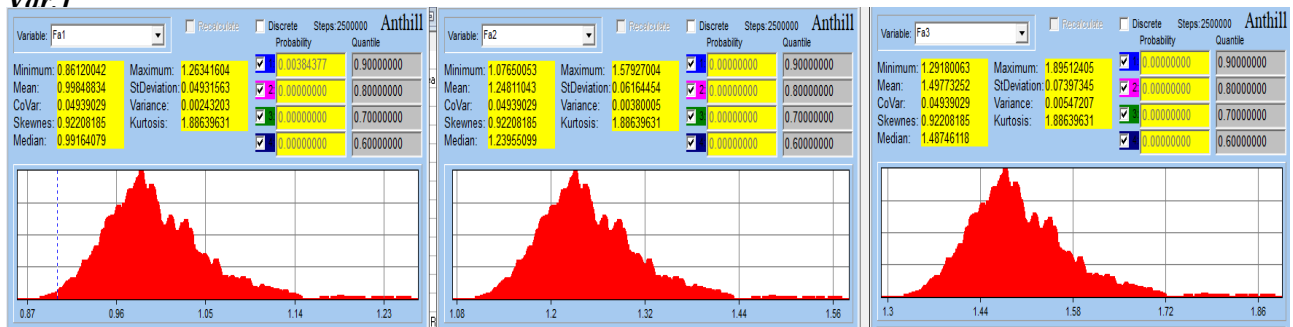 Var.1
Variable: Fa1 Recalculate Discrete Steps:2500000 Anthill
Probability Quantile
Minimum: 0.86120042 Maximum: 1.26341604 1 0.00384377 0.90000000
Mean: 0.99848834 StDeviation: 0.04931563 2 0.00000000 0.80000000
CoVar: 0.04939029 Variance: 0.00243203 3 0.00000000 0.70000000
Skewnes: 0.92208185 Kurtosis: 1.88639631
Median: 0.99164079 0.00000000 0.60000000
0.87 0.96 1.05 1.14 1.23
Variable: Fa2 Recalculate Discrete Steps:2500000 Anthill
Probability Quantile
Minimum: 1.07650053 Maximum: 1.57927004 0.00000000 0.90000000
Mean: 1.24811043 StDeviation: 0.06164454 2 0.00000000 0.80000000
CoVar: 0.04939029 Variance: 0.00380005 3 0.00000000 0.70000000
Skewnes: 0.92208185 Kurtosis: 1.88639631
Median: 1.23955099 0.00000000 0.60000000
1.08 1.2 1.32 1.44 1.56
Variable: Fa3 Recalculate Discrete Steps:2500000 Anthill
Probability Quantile
Minimum: 1.29180063 Maximum: 1.89512405 0.00000000 0.90000000
Mean: 1.49773252 StDeviation: 0.07397345 2 0.00000000 0.80000000
CoVar: 0.04939029 Variance: 0.00547207 3 0.00000000 0.70000000
Skewnes: 0.92208185 Kurtosis: 1.88639631
Median: 1.48746118 0.00000000 0.60000000
1.3 1.44 1.58 1.72 1.86